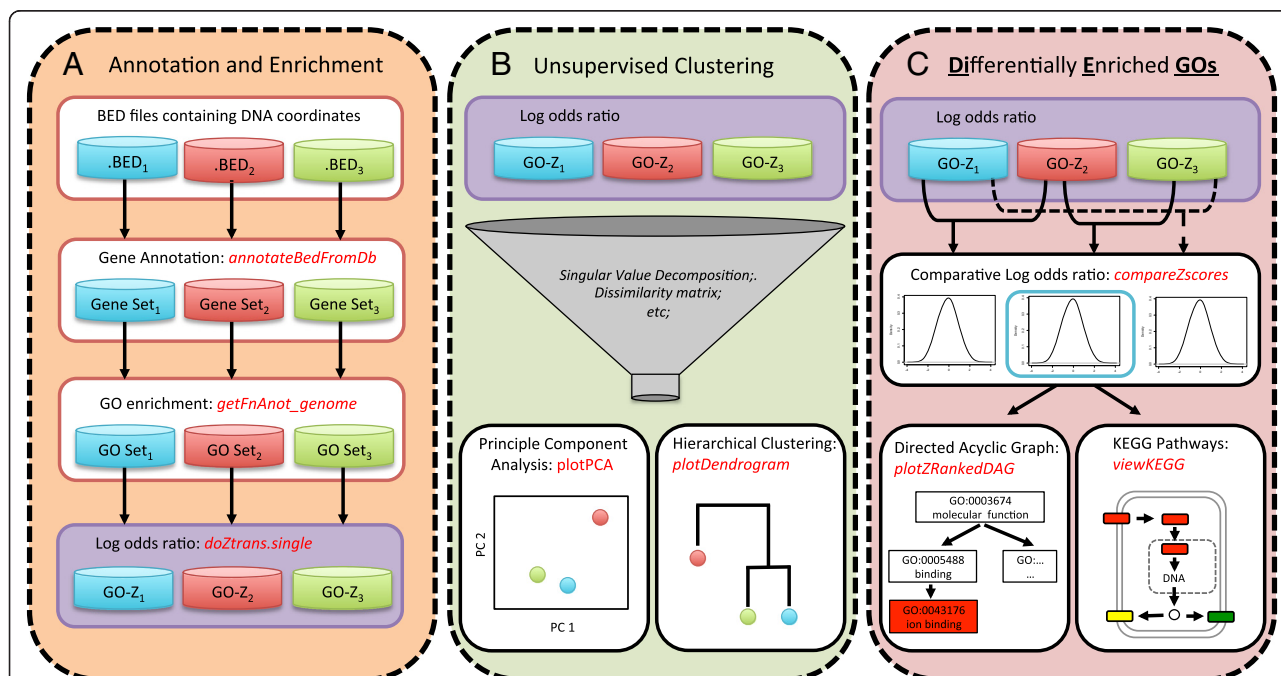 A Annotation and Enrichment
BED files containing DNA coordinates
.BED1
.BED2
.BED3
Gene Annotation: annotateBedFromDb
Gene Set1
Gene Set2
Gene Set3
GO enrichment: getFnAnot_genome
GO Set1
GO Set2
GO Set3
Log odds ratio: doZtrans.single
GO-Z1
GO-Z2
GO-Z3
B Unsupervised Clustering
Log odds ratio
GO-Z1
GO-Z2
GO-Z3
Singular Value Decomposition;.
Dissimilarity matrix;
etc;
Principle Component
Analysis: plotPCA
PC 2
PC 1
Hierarchical Clustering:
plotDendrogram
C Differentially Enriched GOs
Log odds ratio
GO-Z1
GO-Z2
GO-Z3
Comparative Log odds ratio: compareZscores
Directed Acyclic Graph:
plotZRankedDAG
GO:0003674
molecular function
GO:0005488
binding
GO:...
...
GO:0043176
ion binding
KEGG Pathways:
viewKEGG
DNA